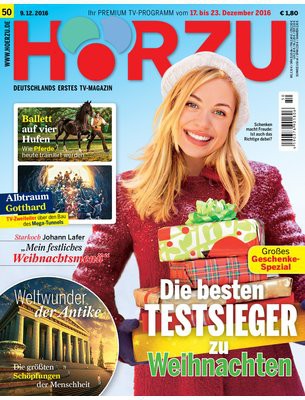 50
9.12.2016
Ihr PREMIUM TV-PROGRAMM vom 17. bis 23. Dezember 2016
€ 1,80
WWW.HOERZU.DE
HÖRZU
DEUTSCHLANDS ERSTES TV-MAGAZIN
Ballett
auf vier
Hufen
Wie Pferde
heute trainiert werden
Schenken
macht Freude:
Ist auch das
Richtige dabei?
Albtraum
Gotthard
TV-Zweiteiler über den Bau
des Mega-Tunnels
Starkoch Johann Lafer
„Mein festliches
Weihnachtsmenü“
Großes
Geschenke-
Spezial
Weltwunder
der Antike
Die größten
Schöpfungen
der Menschheit
Die besten
TESTSIEGER
zu
Weihnachten